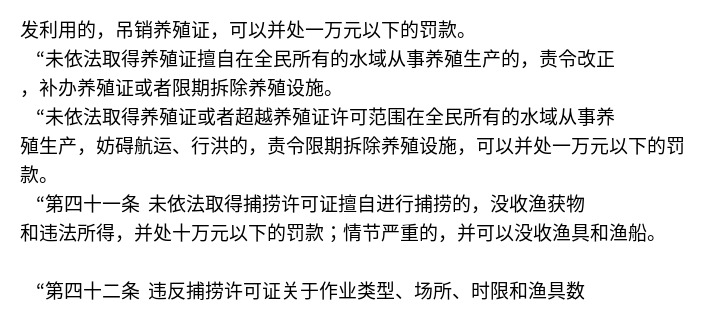 发利用的，吊销养殖证，可以并处一万元以下的罚款。
“未依法取得养殖证擅自在全民所有的水域从事养殖生产的，责令改正
，补办养殖证或者限期拆除养殖设施。
“未依法取得养殖证或者超越养殖证许可范围在全民所有的水域从事养
殖生产，妨碍航运、行洪的，责令限期拆除养殖设施，可以并处一万元以下的罚
款。
“第四十一条 未依法取得捕捞许可证擅自进行捕捞的，没收渔获物
和违法所得，并处十万元以下的罚款；情节严重的，并可以没收渔具和渔船。
“第四十二条 违反捕捞许可证关于作业类型、场所、时限和渔具数